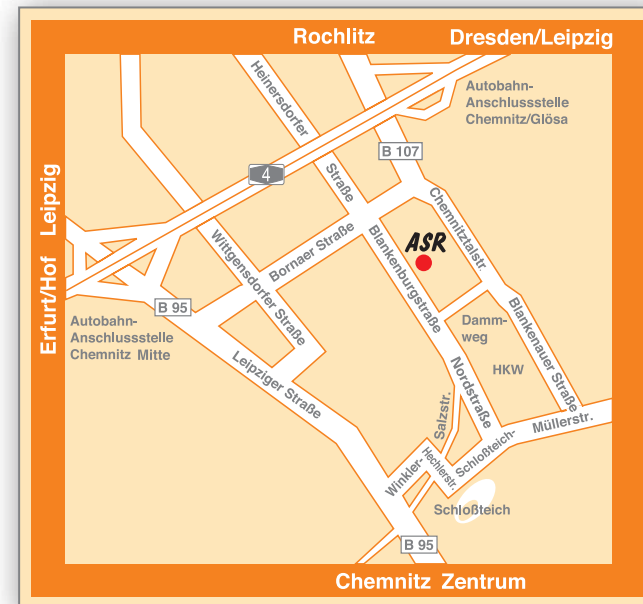 Rochlitz
Dresden/Leipzig
Erfurt/Hof Leipzig
Heinersdorfer
Straße
Autobahn-
Anschlussstelle
Chemnitz/Glösa
B 107
4
Chemnitztalstr.
Wittgensdorfer Straße
Bornaer Straße
Blankenburgstraße
ASR
B 95
Autobahn-
Anschlussstelle
Chemnitz Mitte
Leipziger Straße
Damm-
weg
HKW
Blankenauer Straße
Nordstraße
Salzstr.
Müllerstr.
Schloßteich-
Winkler-
Hechlerstr.
Schloßteich
B 95
Chemnitz Zentrum